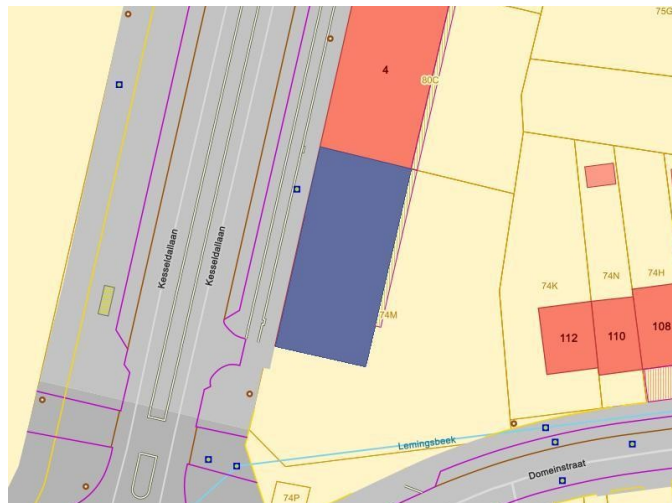 75G
4
80C
Kesseldallaan
Kesseldallaan
74K
74N
74H
74M
112
110
108
Lemingsbeek
Domeinstraat
74P